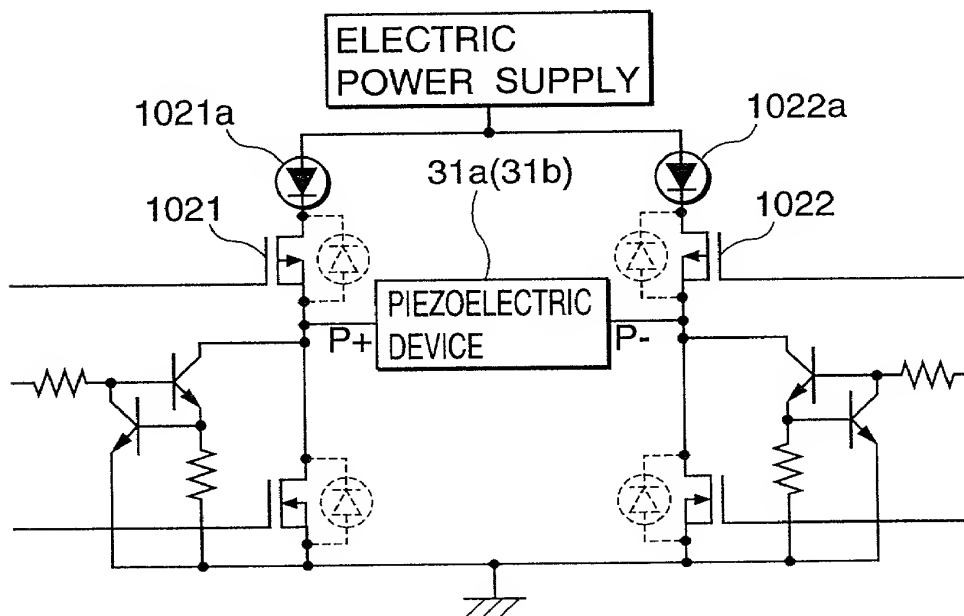 ELECTRIC
POWER SUPPLY
1021a
1022a
31a(31b)
1021
1022
PIEZOELECTRIC
DEVICE
P+
P-